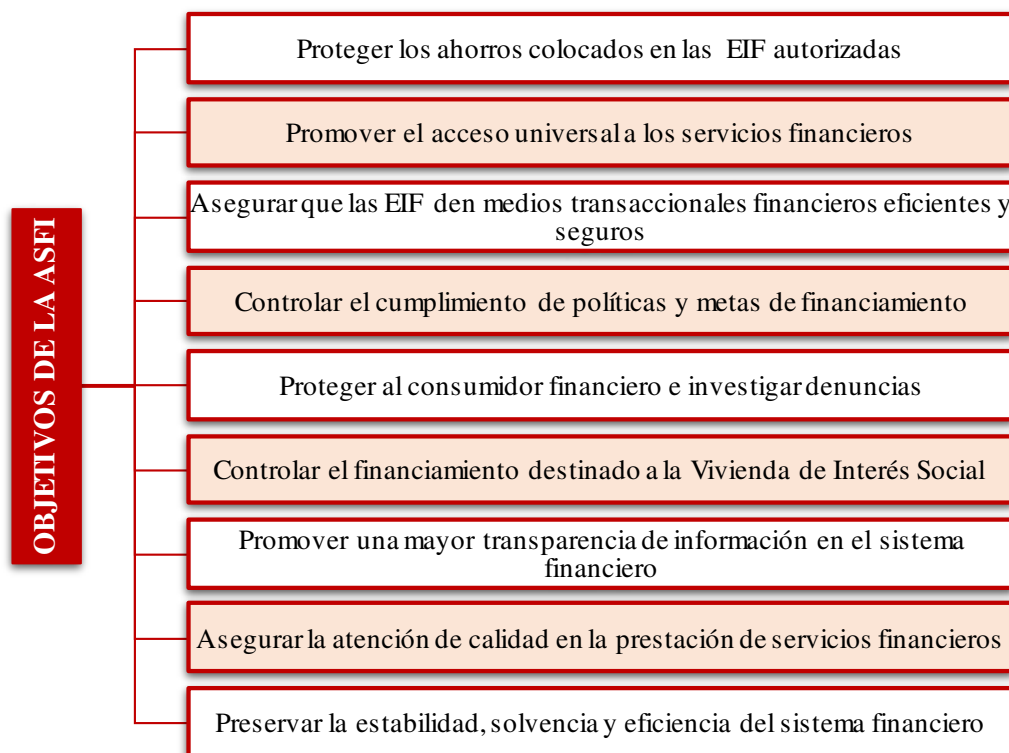 OBJETIVOS DE LA ASFI
Proteger los ahorros colocados en las EIF autorizadas
Promover el acceso universal a los servicios financieros
Asegurar que las EIF den medios transaccionales financieros eficientes y
seguros
Controlar el cumplimiento de políticas y metas de financiamiento
Proteger al consumidor financiero e investigar denuncias
Controlar el financiamiento destinado a la Vivienda de Interés Social
Promover una mayor transparencia de información en el sistema
financiero
Asegurar la atención de calidad en la prestación de servicios financieros
Preservar la estabilidad, solvencia y eficiencia del sistema financiero